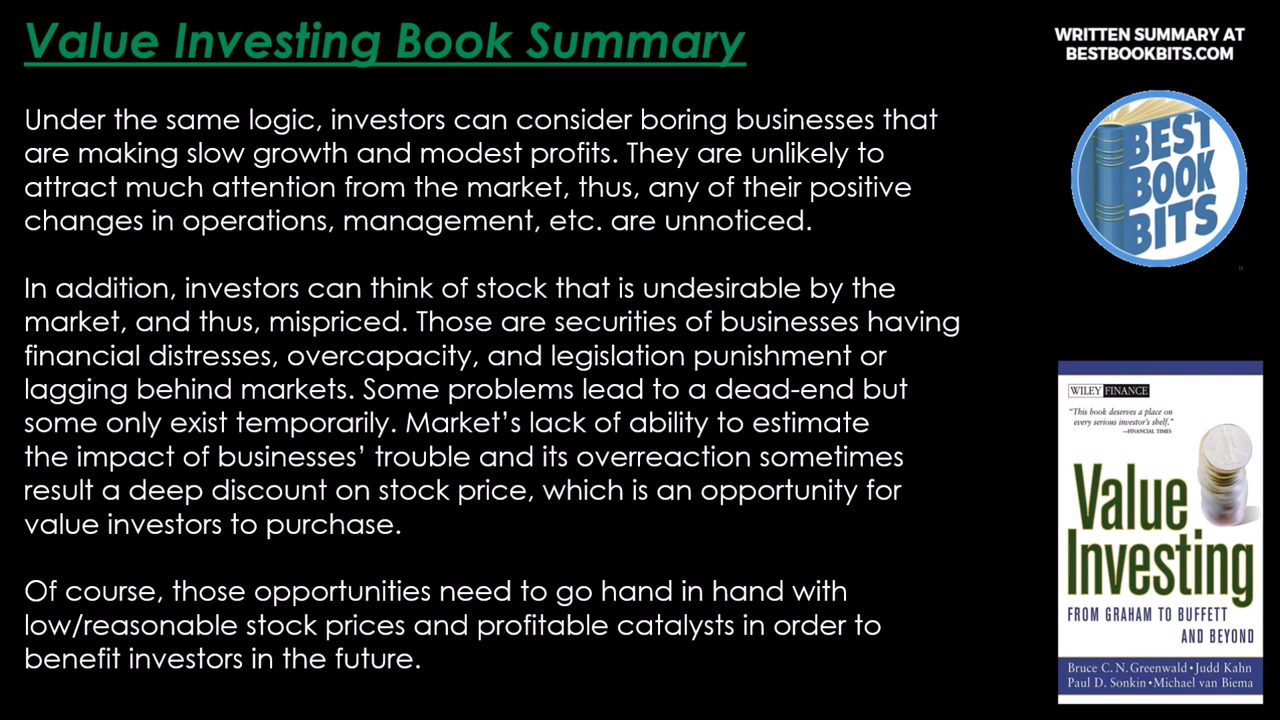 Value Investing Book Summary
WRITTEN SUMMARY AT
BESTBOOKBITS.COM
Under the same logic, investors can consider boring businesses that
are making slow growth and modest profits. They are unlikely to
attract much attention from the market, thus, any of their positive
changes in operations, management, etc. are unnoticed.
In addition, investors can think of stock that is undesirable by the
market, and thus, mispriced. Those are securities of businesses having
financial distresses, overcapacity, and legislation punishment or
lagging behind markets. Some problems lead to a dead-end but
some only exist temporarily. Market’s lack of ability to estimate
the impact of businesses’ trouble and its overreaction sometimes
result a deep discount on stock price, which is an opportunity for
value investors to purchase.
Of course, those opportunities need to go hand in hand with
low/reasonable stock prices and profitable catalysts in order to
benefit investors in the future.
BEST
BOOK
BITS
WILEY FINANCE
“This book deserves a place on
every serious investor’s shelf.”
—FINANCIAL TIMES
Value
Investing
FROM GRAHAM TO BUFFETT
AND BEYOND
Bruce C. N. Greenwald • Judd Kahn
Paul D. Sonkin • Michael van Biema